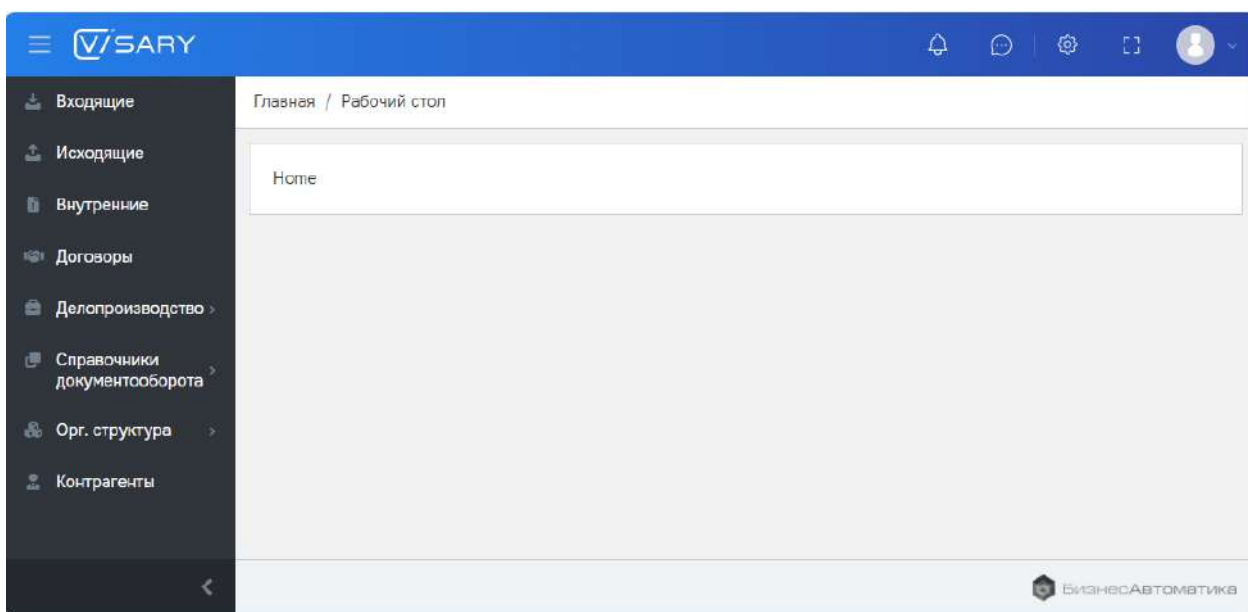 VISARY
Входящие
Главная / Рабочий стол
Исходящие
Home
Внутренние
Договоры
Делопроизводство
Справочники
документооборота
Орг. структура
Контрагенты
БизнесАвтоматика